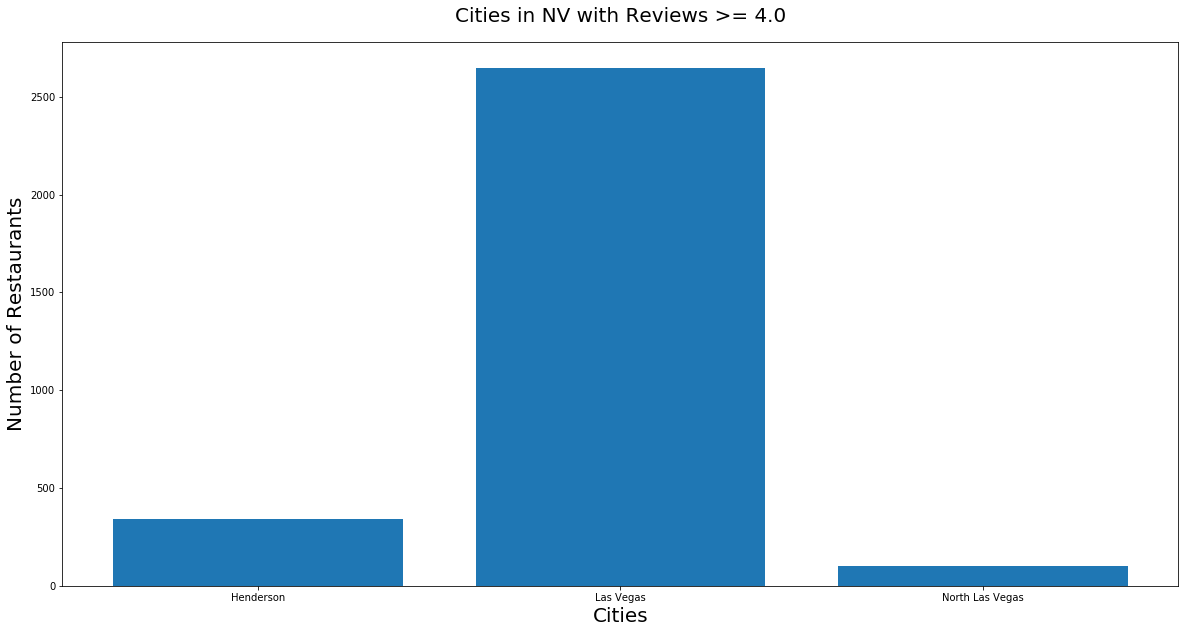 Cities in NV with Reviews >= 4.0
Number of Restaurants
2500
2000
1500
1000
500
0
Henderson
Las Vegas
North Las Vegas
Cities